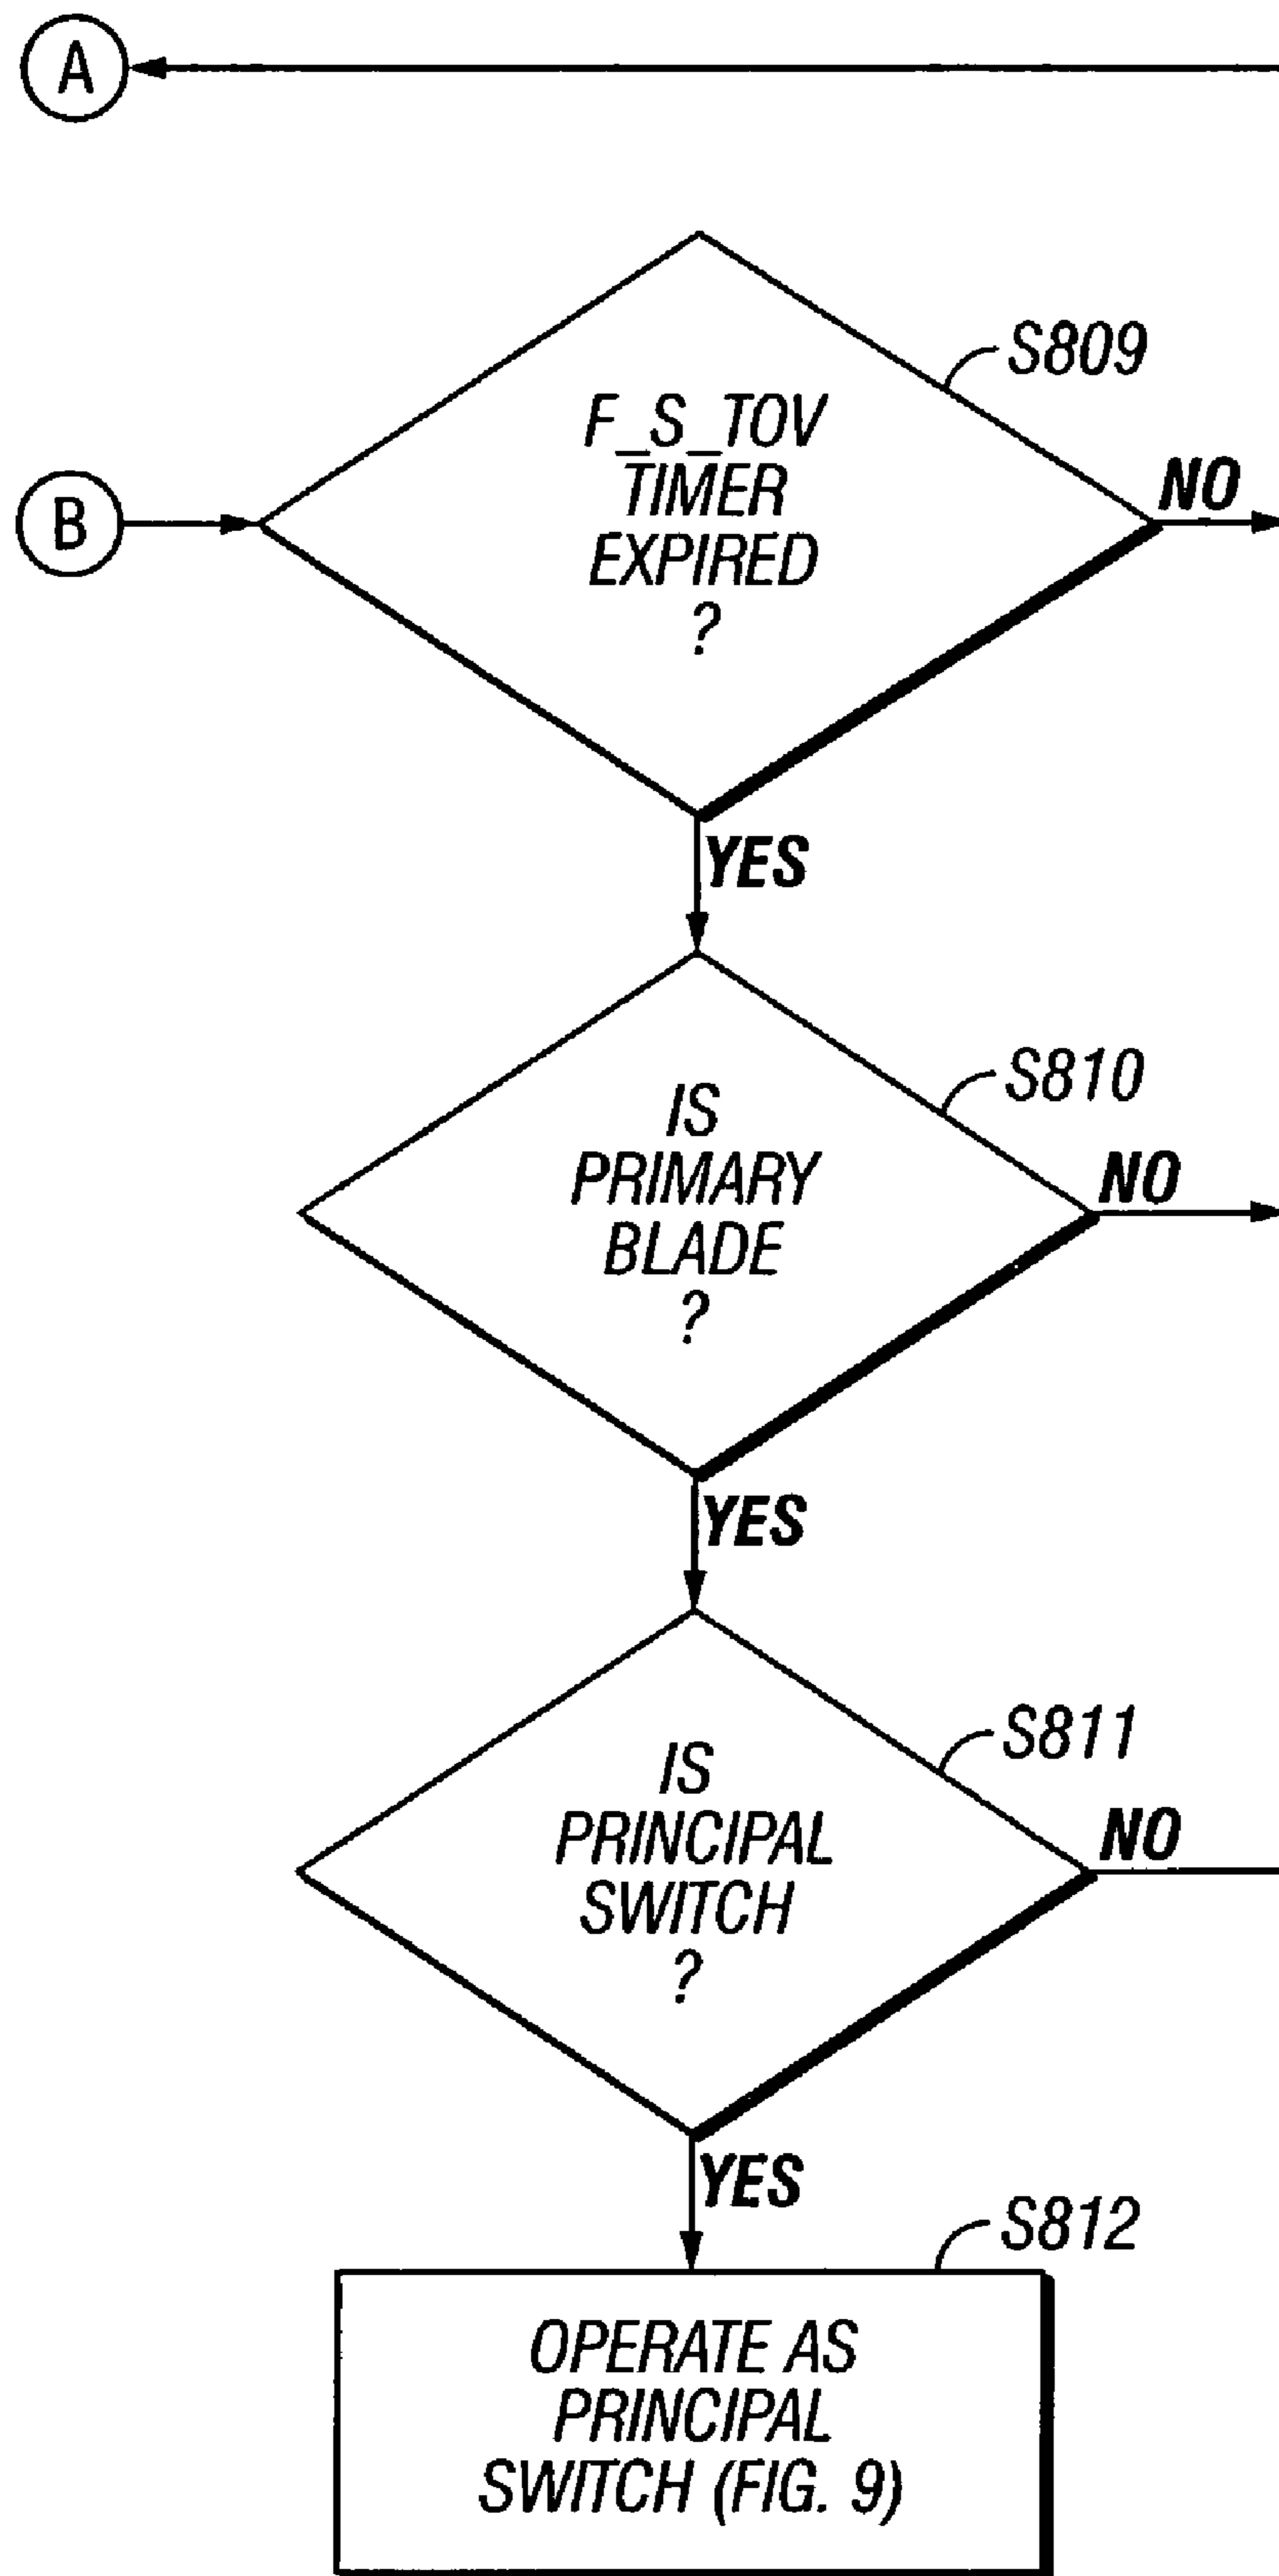 A
S809
F_S_TOV
TIMER
EXPIRED
?
B
NO
YES
S810
IS
PRIMARY
BLADE
?
NO
YES
S811
IS
PRINCIPAL
SWITCH
?
NO
YES
S812
OPERATE AS
PRINCIPAL
SWITCH (FIG. 9)